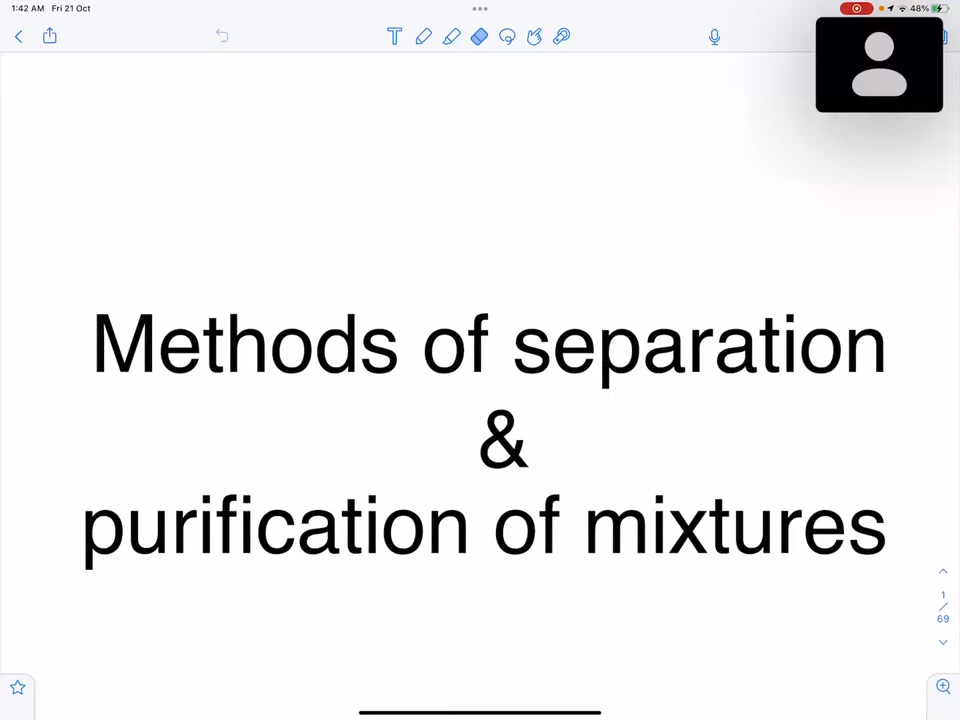 1:42 AM Fri 21 Oct
48%
T
Methods of separation
&
purification of mixtures
1
/
69